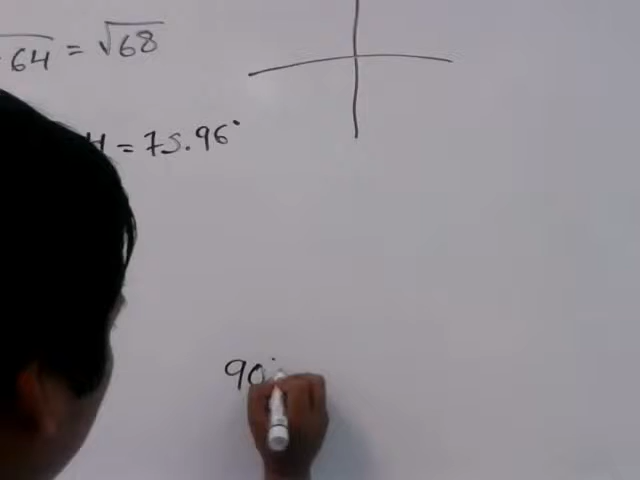 64 = √68
= 75.96°
90°